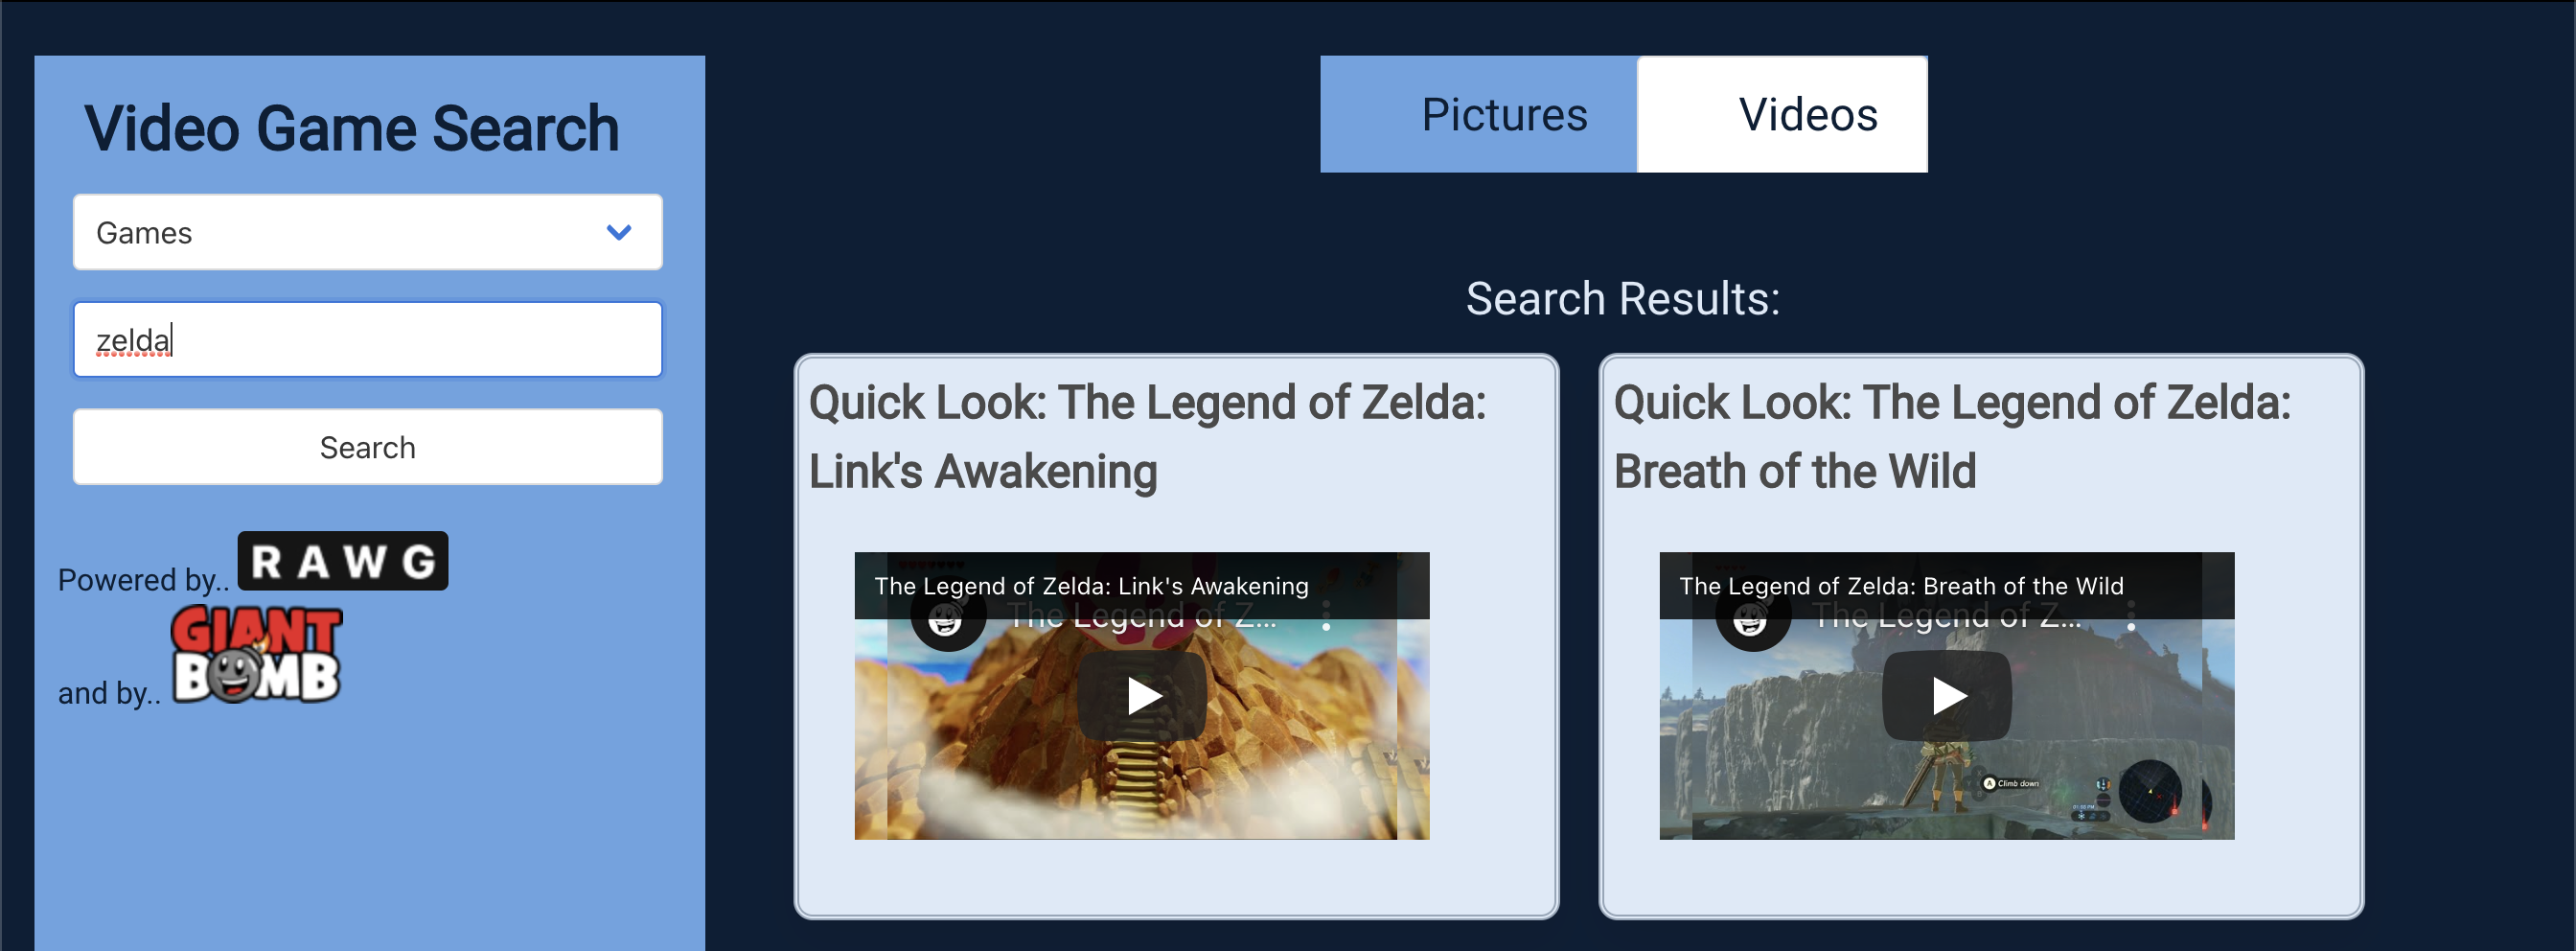 Video Game Search
Games
zelda
Search
Powered by.. RAWG
and by.. GIANT BOMB
Pictures
Videos
Search Results:
Quick Look: The Legend of Zelda:
Link's Awakening
The Legend of Zelda: Link's Awakening
The Legend of Z...
Quick Look: The Legend of Zelda:
Breath of the Wild
The Legend of Zelda: Breath of the Wild
The Legend of Z...
A Climb down